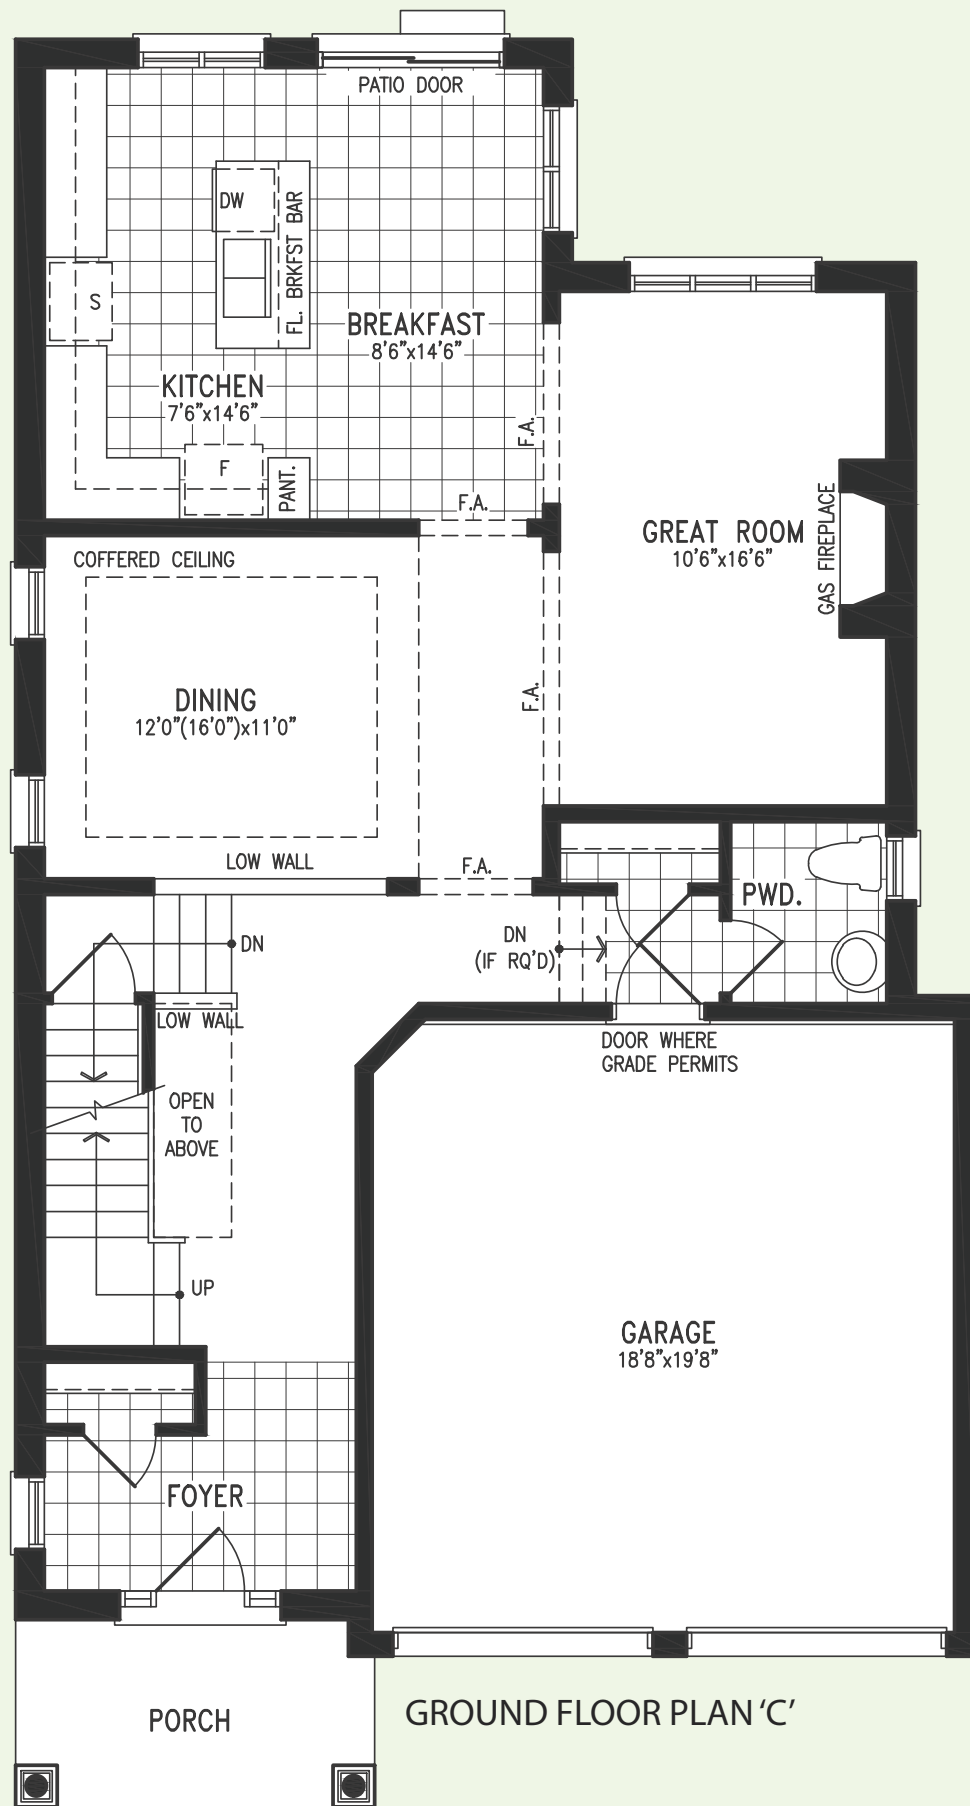 PATIO DOOR
DW
FL. BRKFST BAR
S
BREAKFAST
8'6"x14'6"
KITCHEN
7'6"x14'6"
F.A.
F
PANT.
F.A.
GREAT ROOM
10'6"x16'6"
GAS FIREPLACE
COFFERED CEILING
DINING
12'0"(16'0")x11'0"
F.A.
LOW WALL
F.A.
PWD.
DN
DN
(IF RQ'D)
LOW WALL
DOOR WHERE
GRADE PERMITS
OPEN
TO
ABOVE
UP
GARAGE
18'8"x19'8"
FOYER
PORCH
GROUND FLOOR PLAN ‘C’